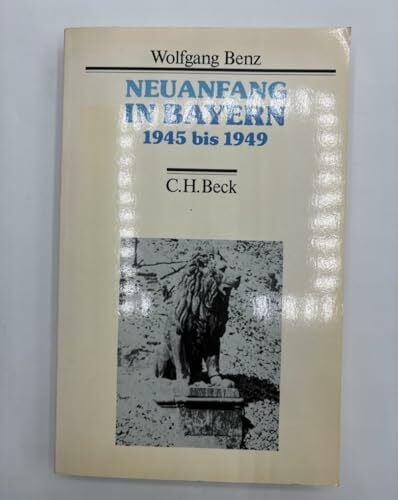 Wolfgang Benz
NEUANFANG
IN BAYERN
1945 bis 1949
C.H.Beck